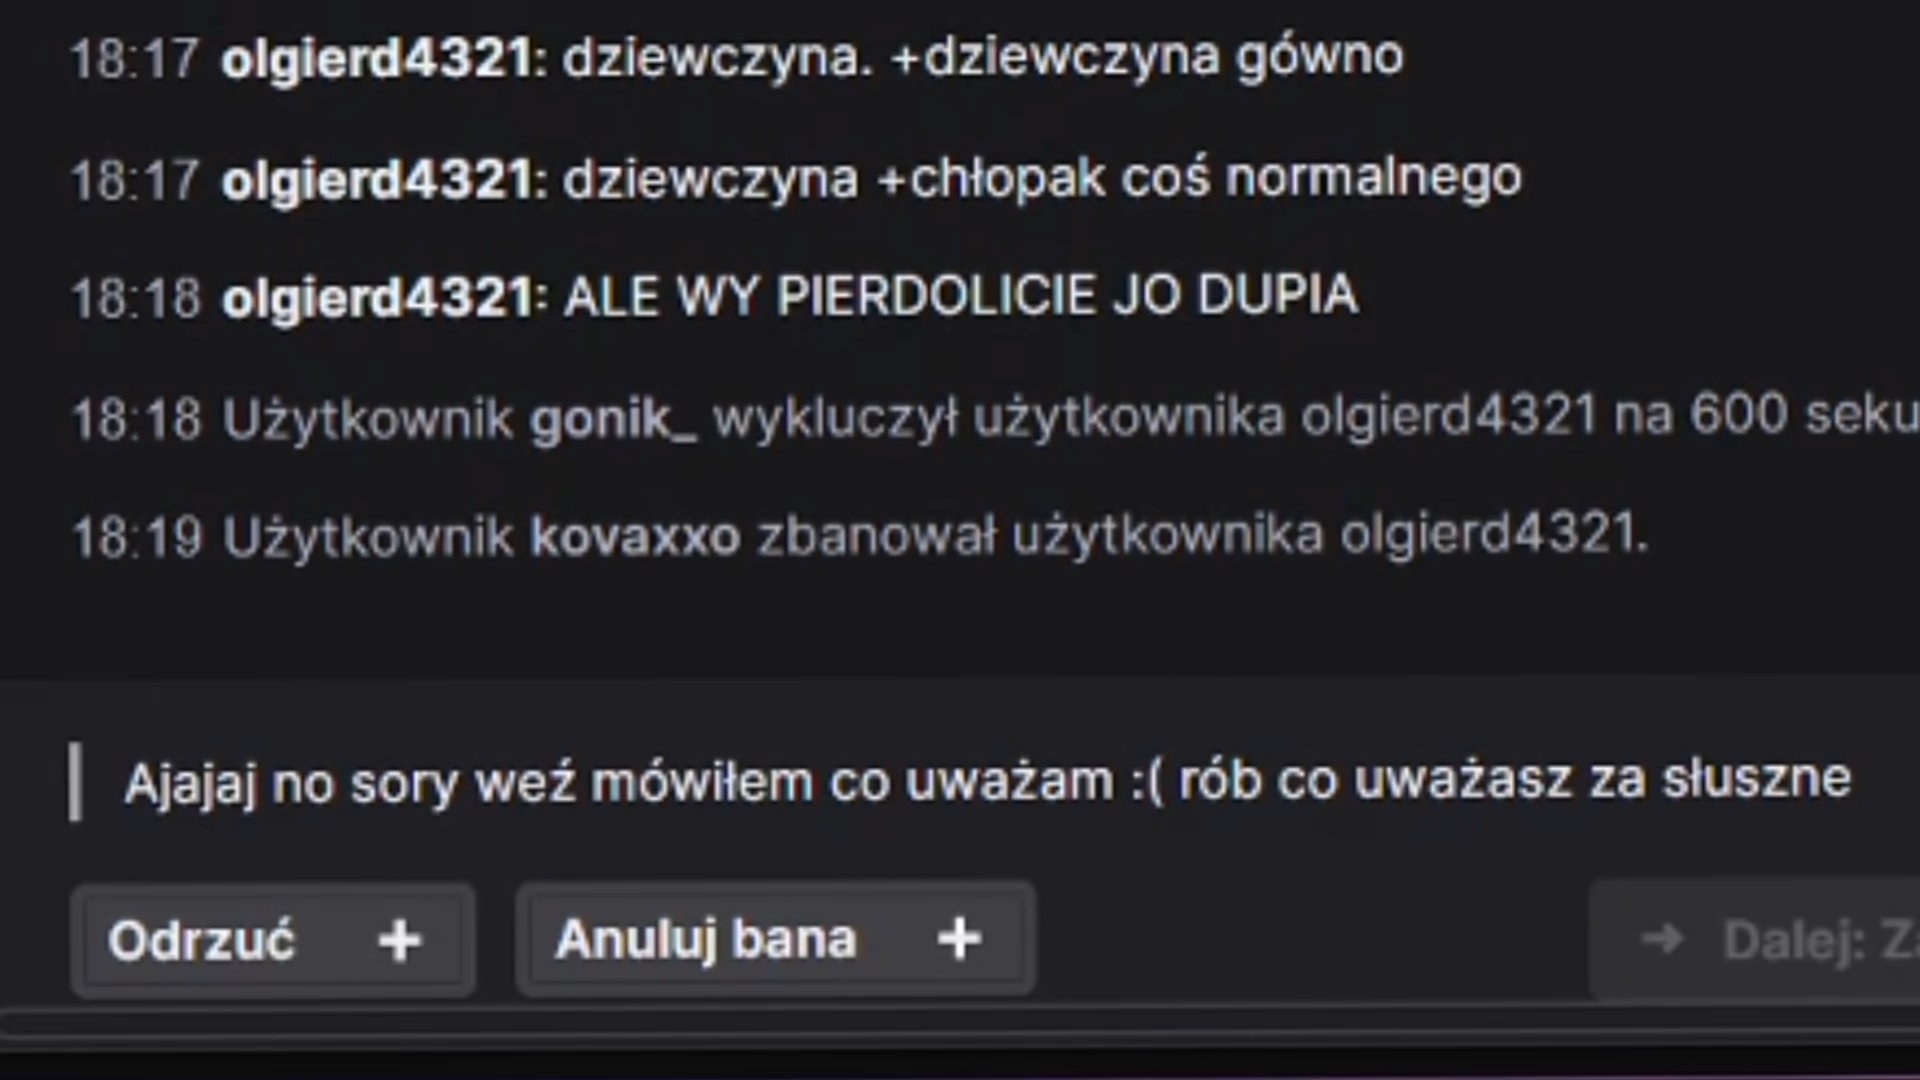 18:17 olgierd4321: dziewczyna. +dziewczyna gówno
18:17 olgierd4321: dziewczyna +chłopak coś normalnego
18:18 olgierd4321: ALE WY PIERDOLICIE JO DUPIA
18:18 Użytkownik gonik_ wykluczył użytkownika olgierd4321 na 600 seku
18:19 Użytkownik kovaxxo zbanował użytkownika olgierd4321.
Ajajaj no sory weź mówiłem co uważam :( rób co uważasz za słuszne
Odrzuć +
Anuluj bana +
→ Dalej: Za